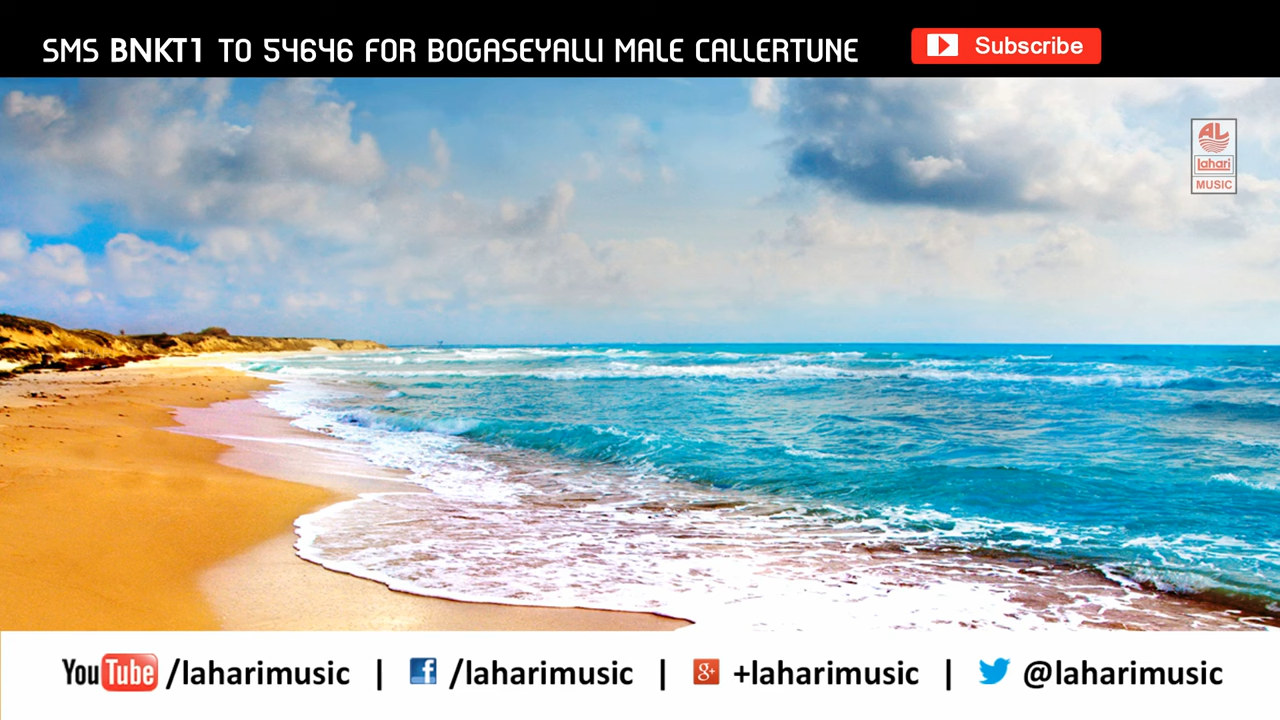 SMS BNKT1 TO 54646 FOR BOGASEYALLI MALE CALLERTUNE
Subscribe
AL
lahari
MUSIC
YouTube /laharimusic | f /laharimusic | g+ +laharimusic | @laharimusic